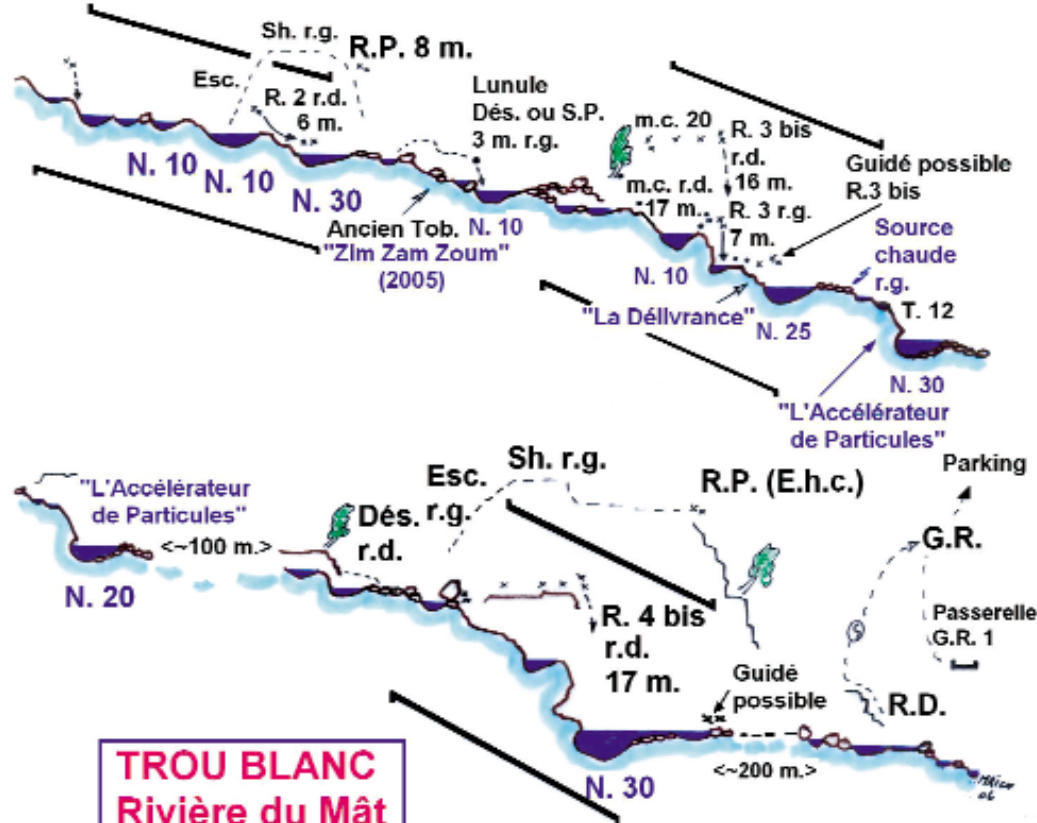 Sh. r.g.
R.P. 8 m.
Esc.
R. 2 r.d.
6 m.
Lunule
Dés. ou S.P.
3 m. r.g.
m.c. 20
R. 3 bis
r.d.
16 m.
m.c. r.d.
17 m.
R. 3 r.g.
7 m.
Guidé possible
R.3 bis
Source
chaude
r.g.
N. 10
N. 10
N. 30
Ancien Tob.
"ZIm Zam Zoum"
(2005)
N. 10
N. 10
"La Déllvrance"
N. 25
T. 12
N. 30
"L'Accélérateur
de Particules"
"L'Accélérateur
de Particules"
<~100 m.>
N. 20
Dés.
r.d.
Esc.
r.g.
Sh. r.g.
R.P. (E.h.c.)
Parking
G.R.
Passerelle
G.R. 1
R. 4 bis
r.d.
17 m.
Guidé
possible
S
R.D.
<~200 m.>
N. 30
TROU BLANC
Rivière du Mât